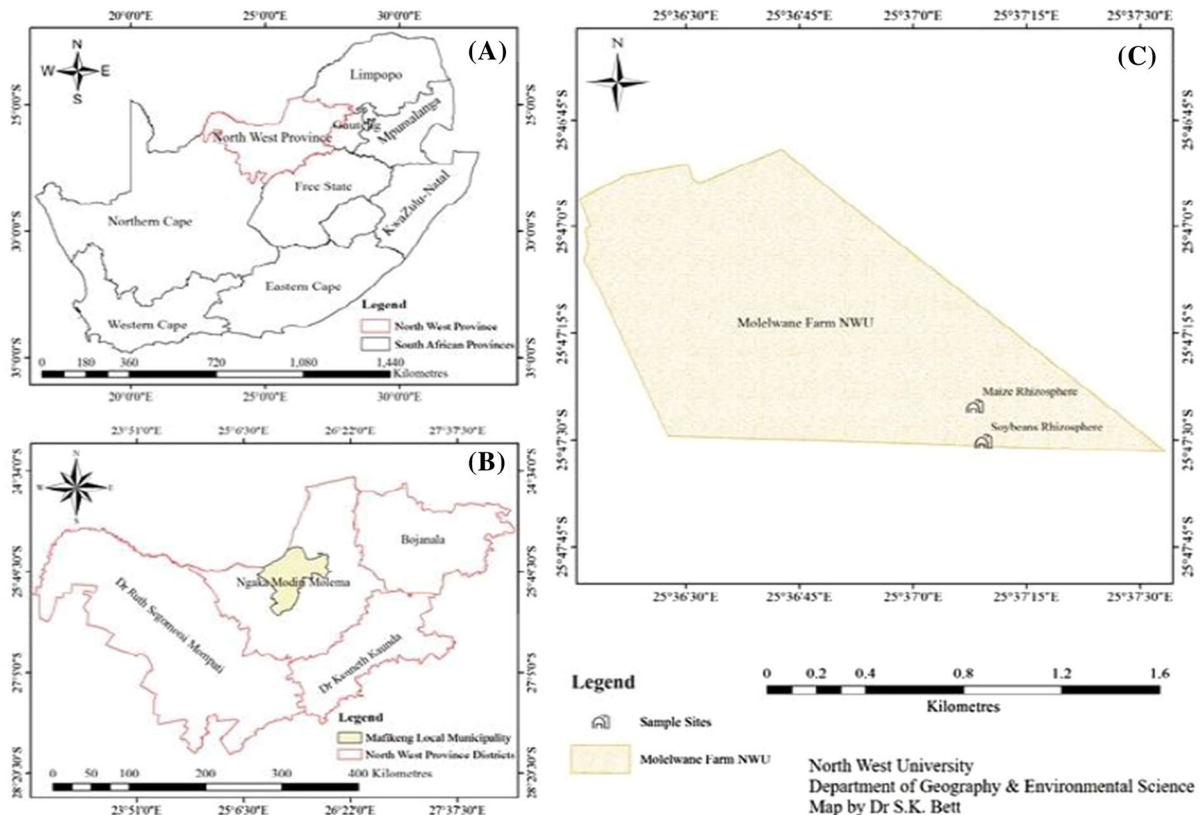 20°0'0"E 25°0'0"E 30°0'0"E
(A)
N
W E
S
Limpopo
Gauteng
Mpumalanga
North West Province
Free State
KwaZulu-Natal
Northern Cape
Eastern Cape
Western Cape
25°0'0"S
30°0'0"S
35°0'0"S
25°0'0"S
30°0'0"S
35°0'0"S
Legend
North West Province
South African Provinces
0 180 360 720 1,080 1,440
Kilometres
20°0'0"E 25°0'0"E 30°0'0"E
23°51'0"E 25°6'30"E 26°22'0"E 27°37'30"E
(B)
N
W E
S
Bojanala
Ngaka Modiri Molema
Dr Ruth Segomotsi Mompati
Dr Kenneth Kaunda
24°34'0"S
25°49'30"S
27°5'0"S
28°20'30"S
24°34'0"S
25°49'30"S
27°5'0"S
28°20'30"S
Legend
Mafikeng Local Municipality
North West Province Districts
0 50 100 200 300 400 Kilometres
23°51'0"E 25°6'30"E 26°22'0"E 27°37'30"E
25°36'30"E 25°36'45"E 25°37'0"E 25°37'15"E 25°37'30"E
(C)
N
25°46'45"S
25°47'0"S
25°47'15"S
25°47'30"S
25°47'45"S
25°46'45"S
25°47'0"S
25°47'15"S
25°47'30"S
25°47'45"S
Molelwane Farm NWU
Maize Rhizosphere
Soybeans Rhizosphere
25°36'30"E 25°36'45"E 25°37'0"E 25°37'15"E 25°37'30"E
0 0.2 0.4 0.8 1.2 1.6
Kilometres
Legend
Sample Sites
Molelwane Farm NWU
North West University
Department of Geography & Environmental Science
Map by Dr S.K. Bett